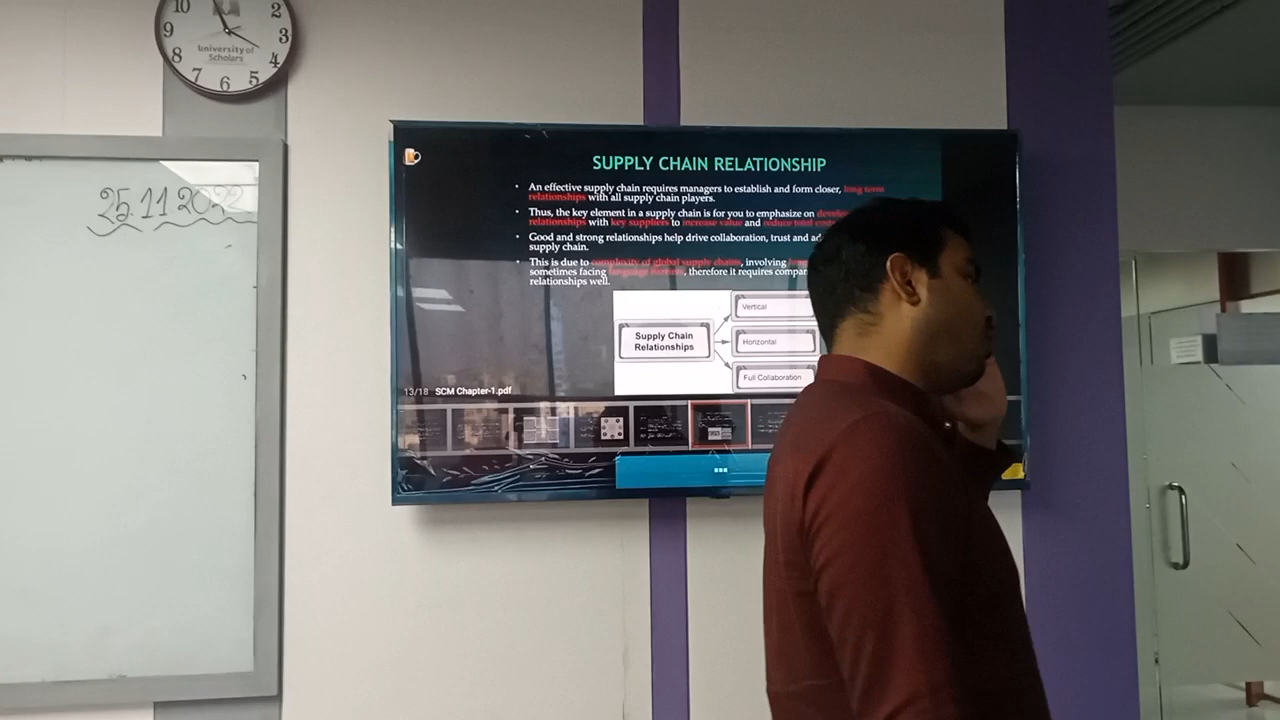 10
2
9
3
8
4
7
6
5
University of
Scholars
25.11.2022
SUPPLY CHAIN RELATIONSHIP
• An effective supply chain requires managers to establish and form closer, long term
relationships with all supply chain players.
• Thus, the key element in a supply chain is for you to emphasize on
relationships with key suppliers to increase value and reduce total costs
• Good and strong relationships help drive collaboration, trust and
supply chain.
• This is due to complexity of global supply chains, involving
sometimes facing language barriers, therefore it requires
relationships well.
Supply Chain
Relationships
Vertical
Horizontal
Full Collaboration
13/18 SCM Chapter-1.pdf